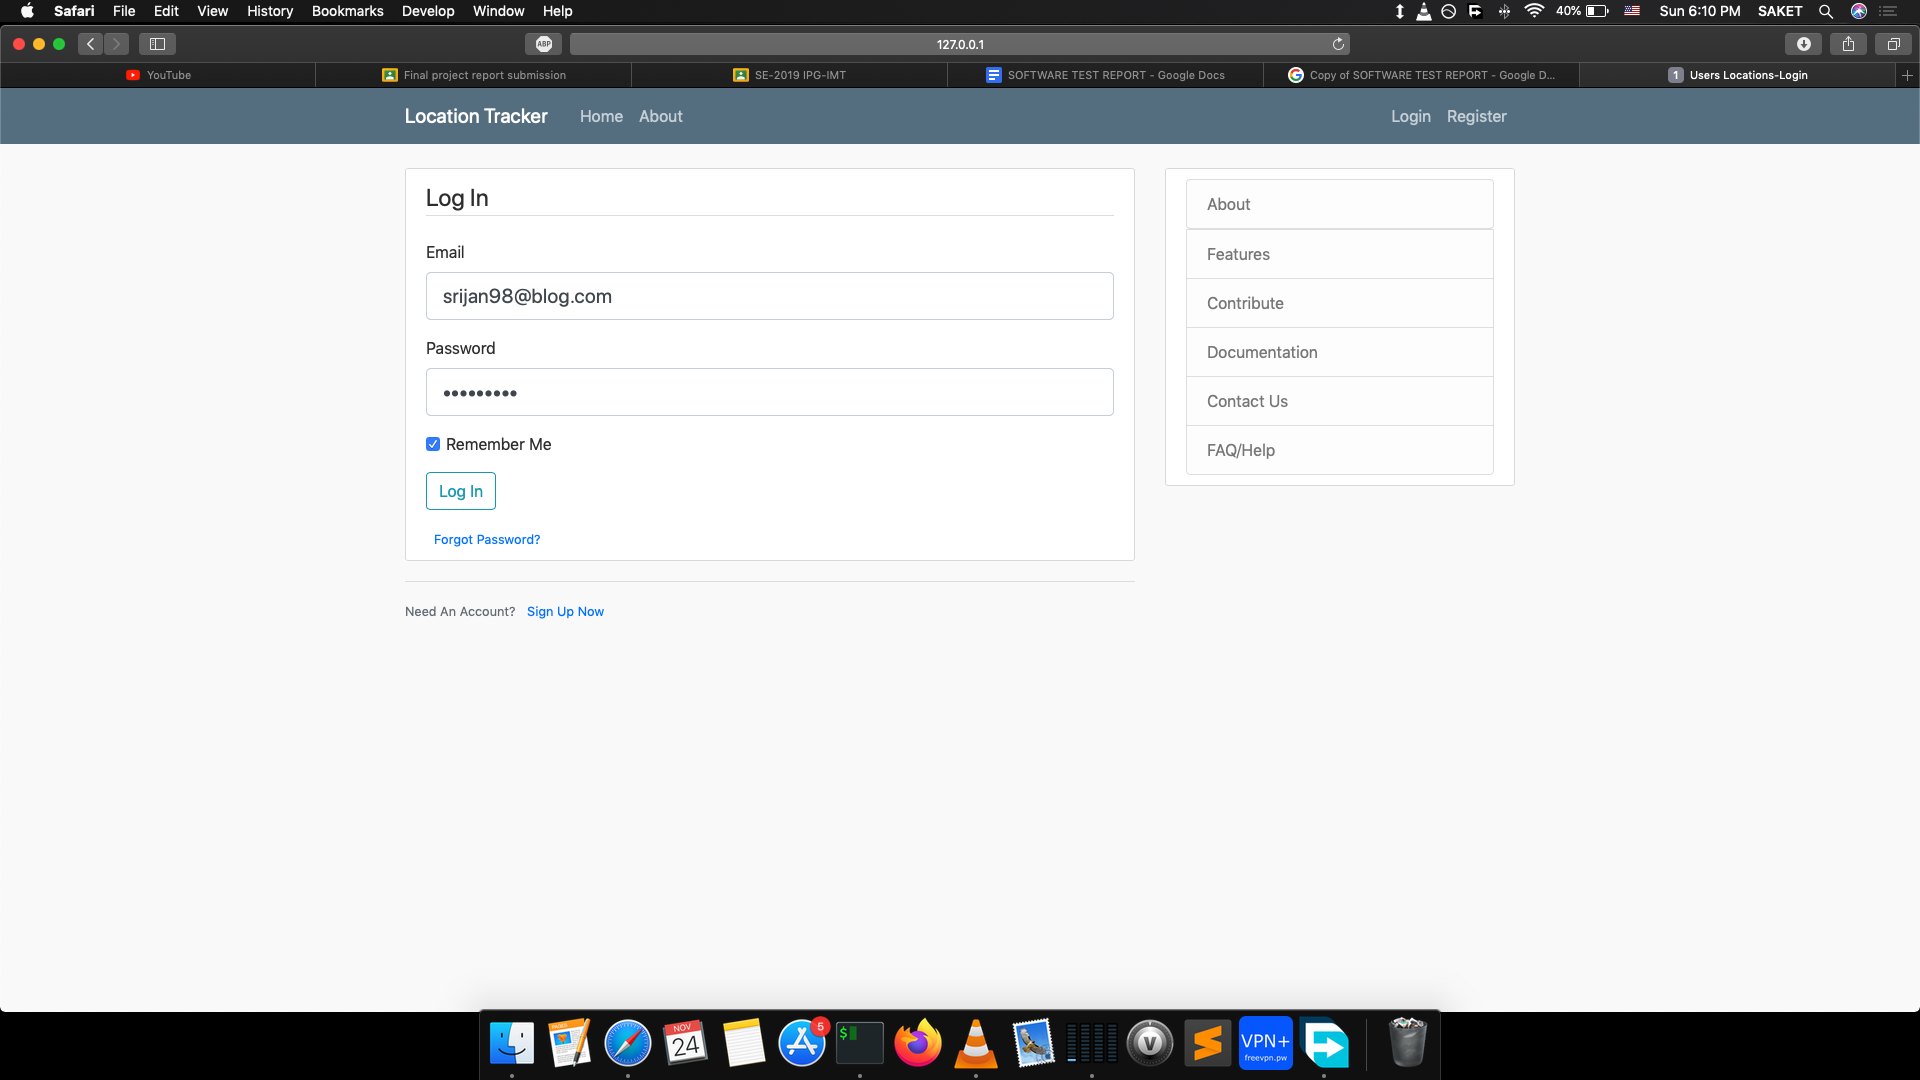 Safari File Edit View History Bookmarks Develop Window Help 40% Sun 6:10 PM SAKET
ABP 127.0.0.1
YouTube Final project report submission SE-2019 IPG-IMT SOFTWARE TEST REPORT - Google Docs Copy of SOFTWARE TEST REPORT - Google D... 1 Users Locations-Login
Location Tracker Home About Login Register
Log In
Email
srijan98@blog.com
Password
Remember Me
Log In
Forgot Password?
Need An Account? Sign Up Now
About
Features
Contribute
Documentation
Contact Us
FAQ/Help
PAGES
NOV
24
5
$
V
VPN+
freevpn.pw